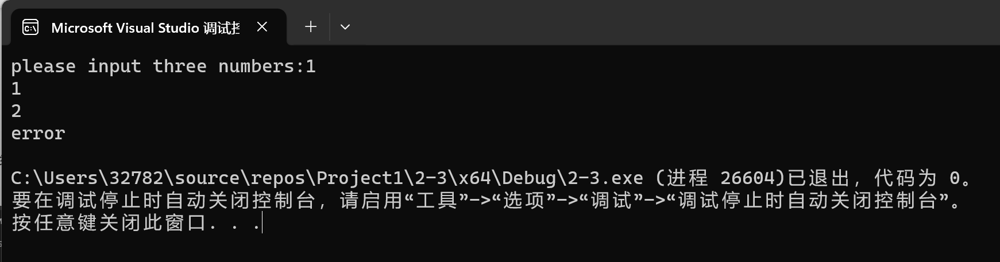 Microsoft Visual Studio 调试
please input three numbers:1
1
2
error
C:\Users\32782\source\repos\Project1\2-3\x64\Debug\2-3.exe (进程 26604)已退出，代码为 0。
要在调试停止时自动关闭控制台，请启用“工具”->“选项”->“调试”->“调试停止时自动关闭控制台”。
按任意键关闭此窗口. . .